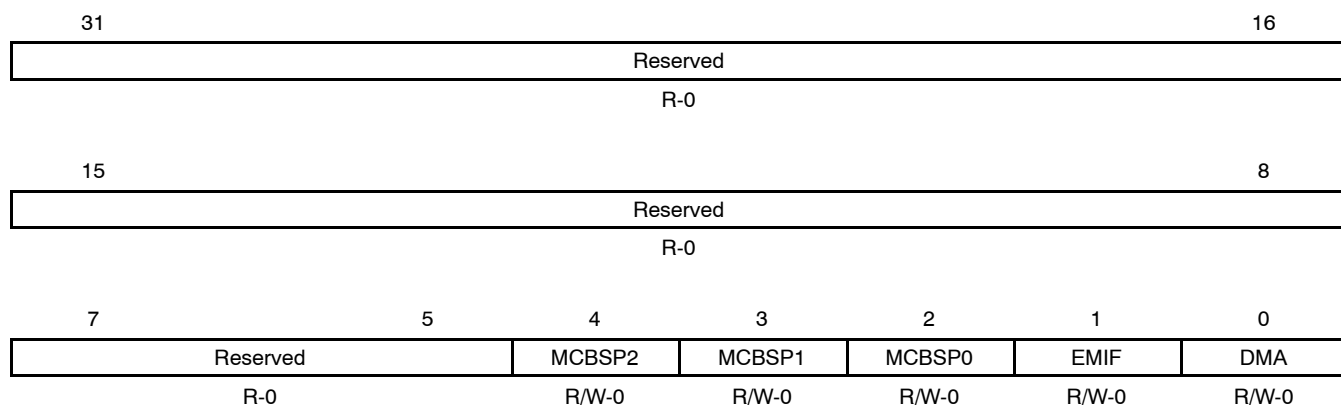 31 16
Reserved
R-0
15 8
Reserved
R-0
7 5 4 3 2 1 0
Reserved MCBSP2 MCBSP1 MCBSP0 EMIF DMA
R-0 R/W-0 R/W-0 R/W-0 R/W-0 R/W-0